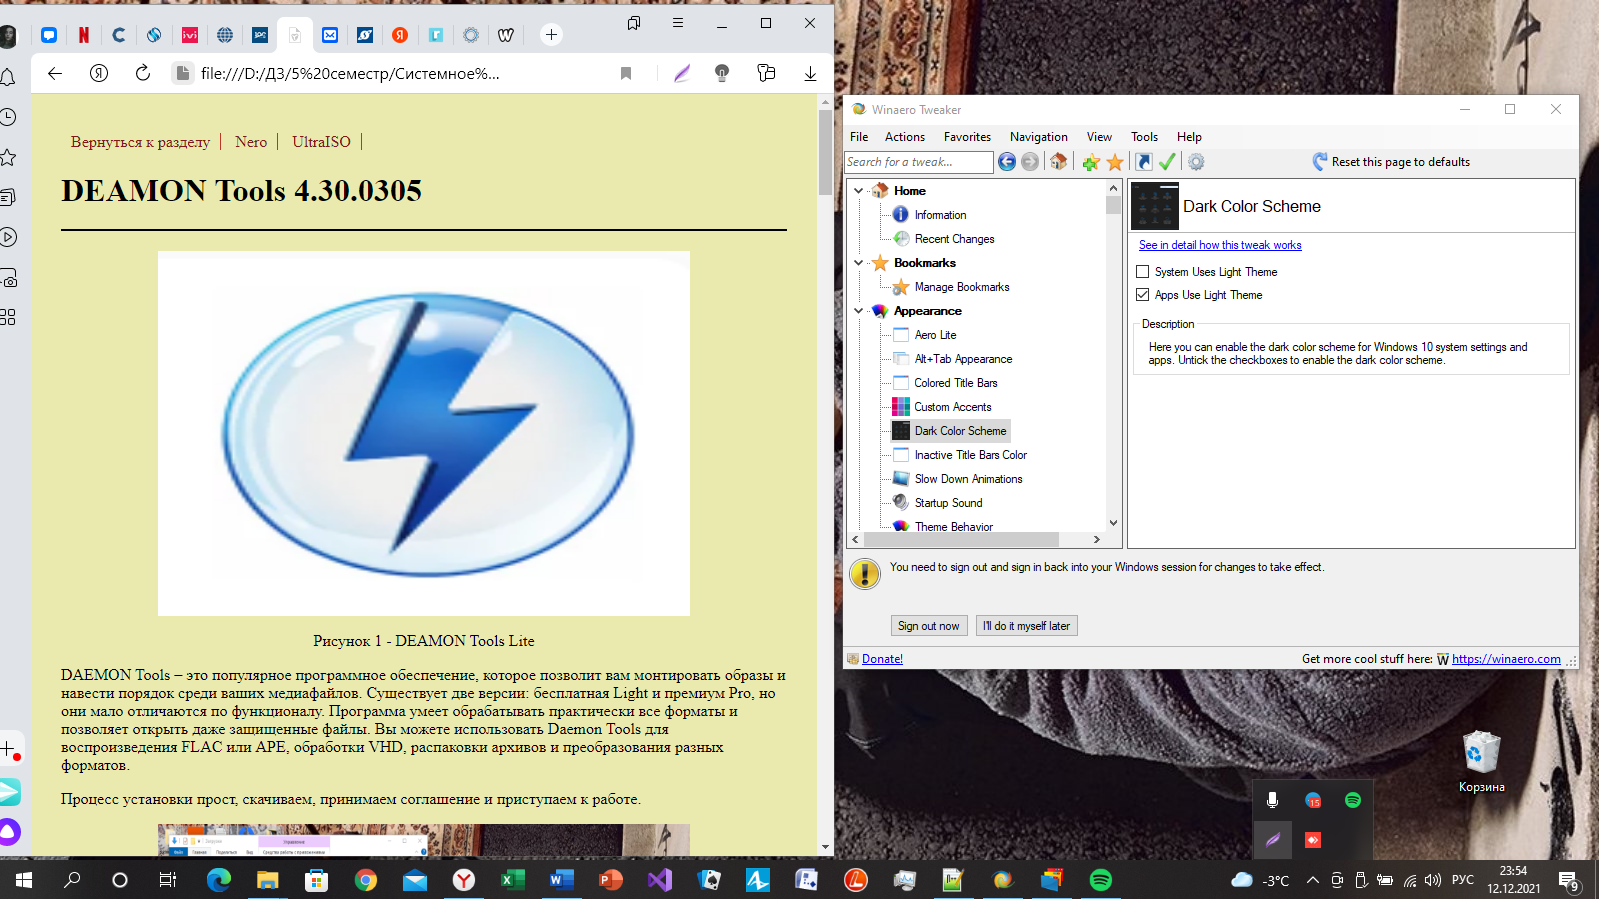 file:///D:/ДЗ/5%20семестр/Системное%...
Вернуться к разделу | Nero | UltraISO |
DEAMON Tools 4.30.0305
Рисунок 1 - DEAMON Tools Lite
DAEMON Tools – это популярное программное обеспечение, которое позволит вам монтировать образы и
навести порядок среди ваших медиафайлов. Существует две версии: бесплатная Light и премиум Pro, но
они мало отличаются по функционалу. Программа умеет обрабатывать практически все форматы и
позволяет открыть даже защищенные файлы. Вы можете использовать Daemon Tools для
воспроизведения FLAC или APE, обработки VHD, распаковки архивов и преобразования разных
форматов.
Процесс установки прост, скачиваем, принимаем соглашение и приступаем к работе.
Winaero Tweaker
File Actions Favorites Navigation View Tools Help
Search for a tweak...
Reset this page to defaults
Home
Information
Recent Changes
Bookmarks
Manage Bookmarks
Appearance
Aero Lite
Alt+Tab Appearance
Colored Title Bars
Custom Accents
Dark Color Scheme
Inactive Title Bars Color
Slow Down Animations
Startup Sound
Theme Behavior
Dark Color Scheme
See in detail how this tweak works
System Uses Light Theme
Apps Use Light Theme
Description
Here you can enable the dark color scheme for Windows 10 system settings and
apps. Untick the checkboxes to enable the dark color scheme.
You need to sign out and sign in back into your Windows session for changes to take effect.
Sign out now
I'll do it myself later
Donate!
Get more cool stuff here: https://winaero.com
Корзина
15
-3°C
РУС
23:54
12.12.2021
9